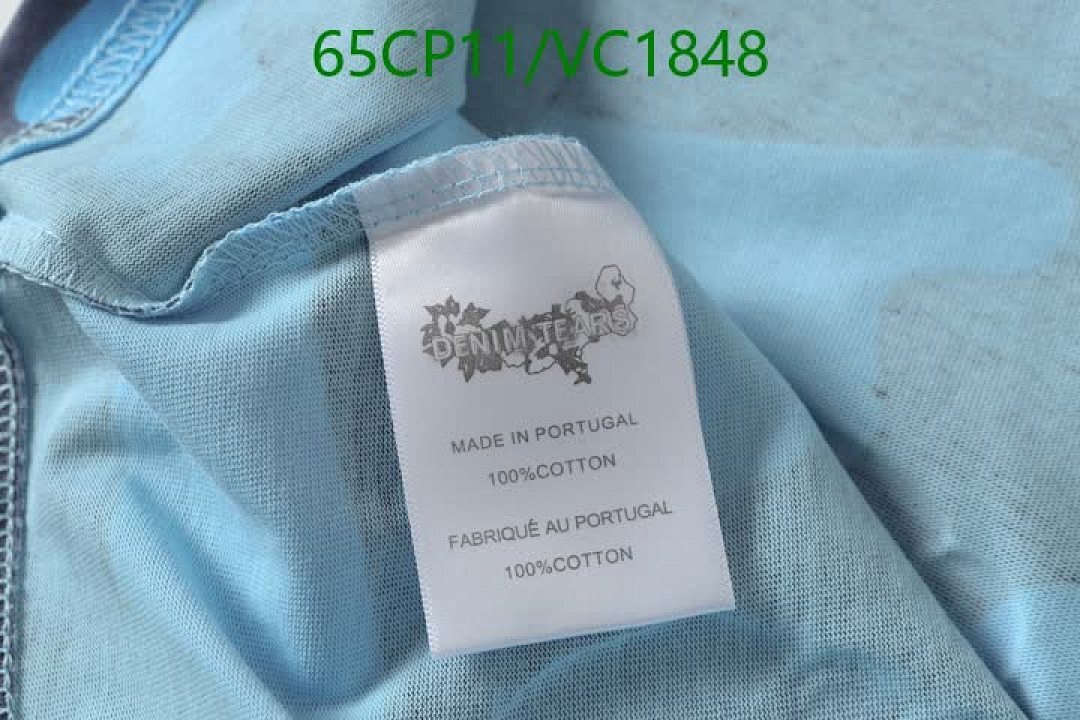 65CP11/VC1848
DENIM TEARS
MADE IN PORTUGAL
100%COTTON
FABRIQUÉ AU PORTUGAL
100%COTTON